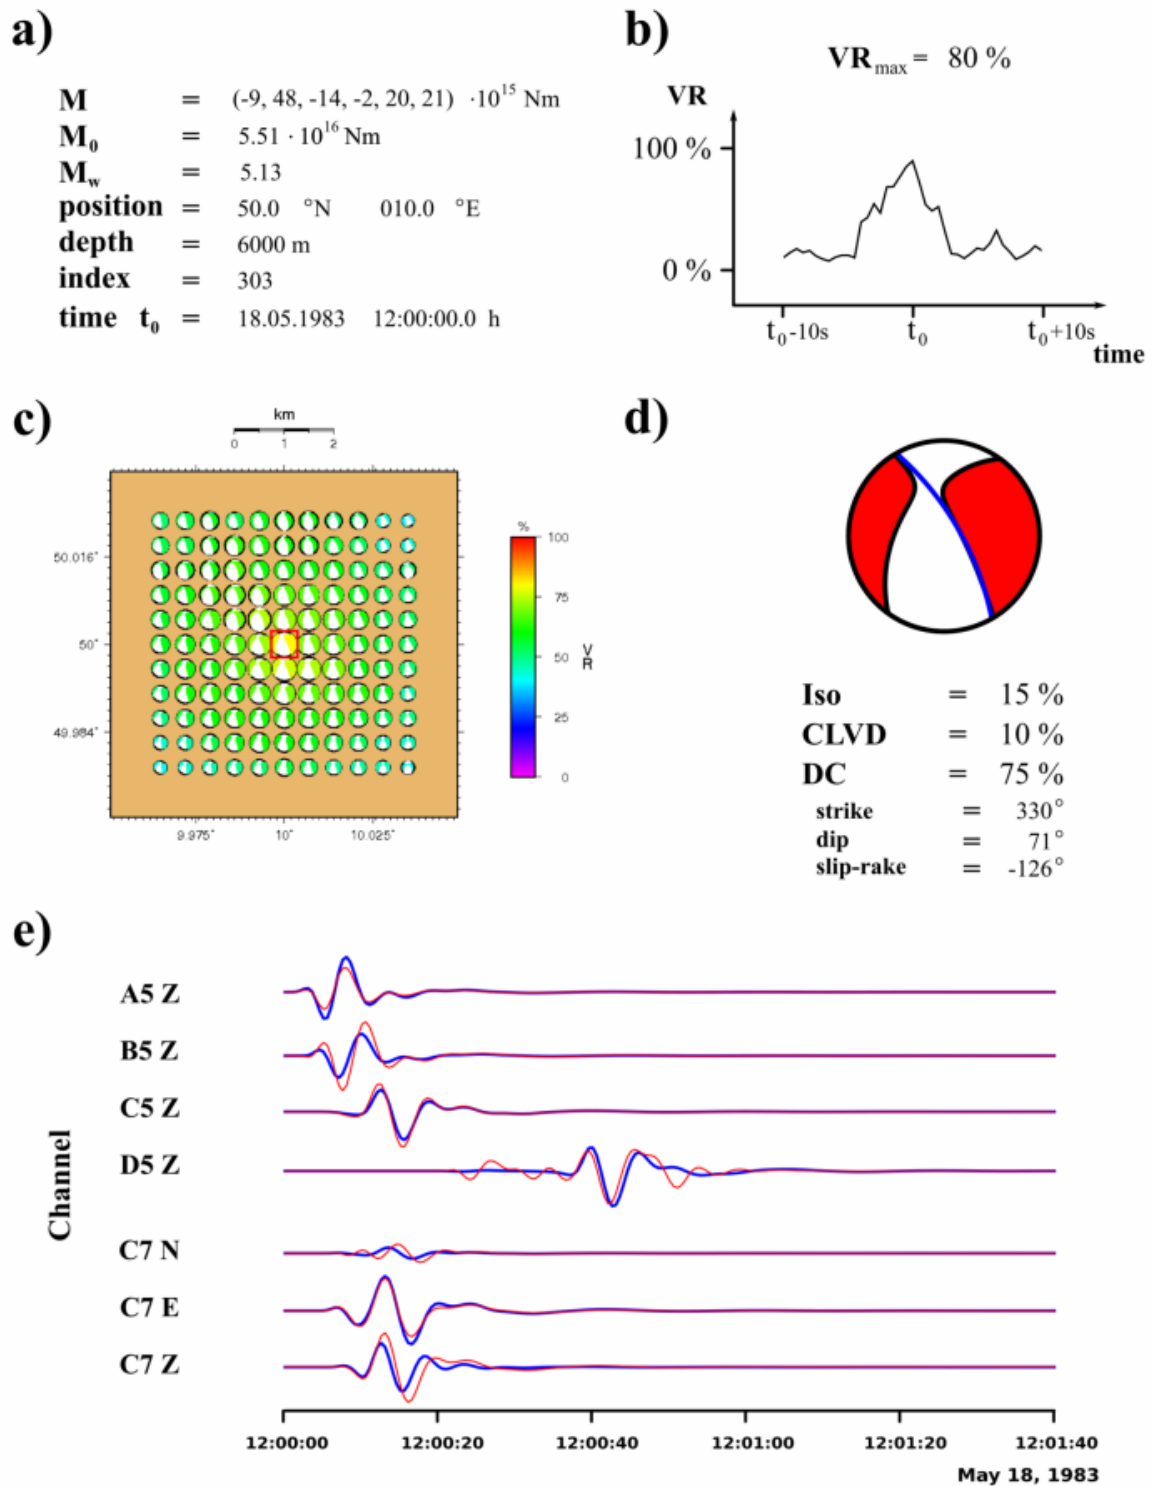 a)
M = (-9, 48, -14, -2, 20, 21) ·10^15 Nm
M0 = 5.51 · 10^16 Nm
Mw = 5.13
position = 50.0 °N 010.0 °E
depth = 6000 m
index = 303
time t0 = 18.05.1983 12:00:00.0 h
b)
VRmax = 80 %
VR
100 %
0 %
t0-10s t0 t0+10s
time
c)
km
0 1 2
50.016°
50°
49.984°
9.975° 10° 10.025°
%
100
75
50
25
0
VR
d)
Iso = 15 %
CLVD = 10 %
DC = 75 %
strike = 330°
dip = 71°
slip-rake = -126°
e)
Channel
A5 Z
B5 Z
C5 Z
D5 Z
C7 N
C7 E
C7 Z
12:00:00 12:00:20 12:00:40 12:01:00 12:01:20 12:01:40
May 18, 1983